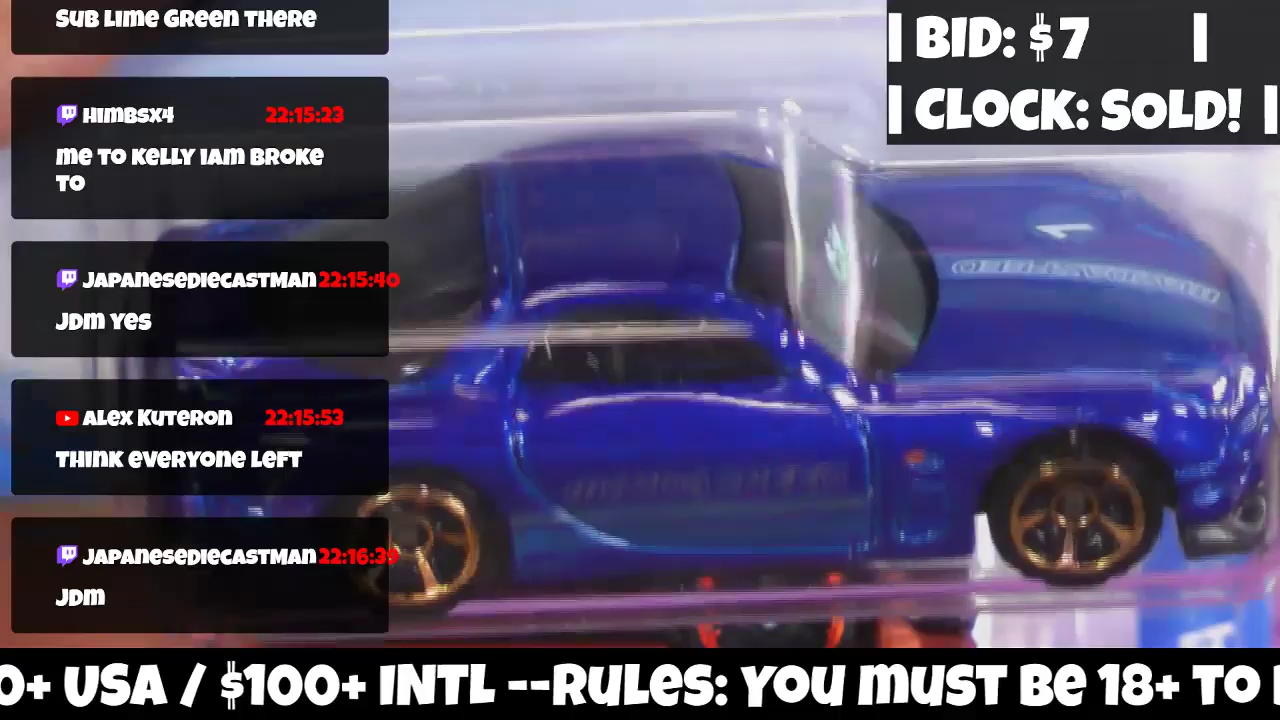 SUB LIME GREEN THERE
HIMBSX4 22:15:23
ME TO KELLY IAM BROKE
TO
JAPANESEDIECASTMAN 22:15:40
JDM YES
ALEX KUTERON 22:15:53
THINK EVERYONE LEFT
JAPANESEDIECASTMAN
JDM
| BID: $7 |
| CLOCK: SOLD! |
0+ USA / $100+ INTL --RULES: YOU MUST BE 18+ TO